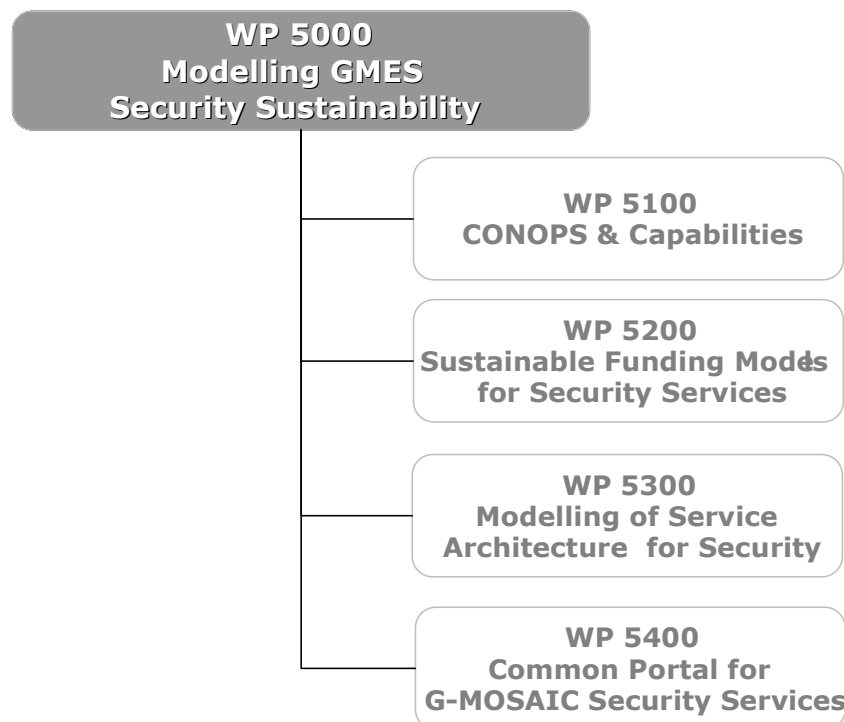 WP 5000
Modelling GMES
Security Sustainability
WP 5100
CONOPS & Capabilities
WP 5200
Sustainable Funding Models
for Security Services
WP 5300
Modelling of Service
Architecture for Security
WP 5400
Common Portal for
G-MOSAIC Security Services